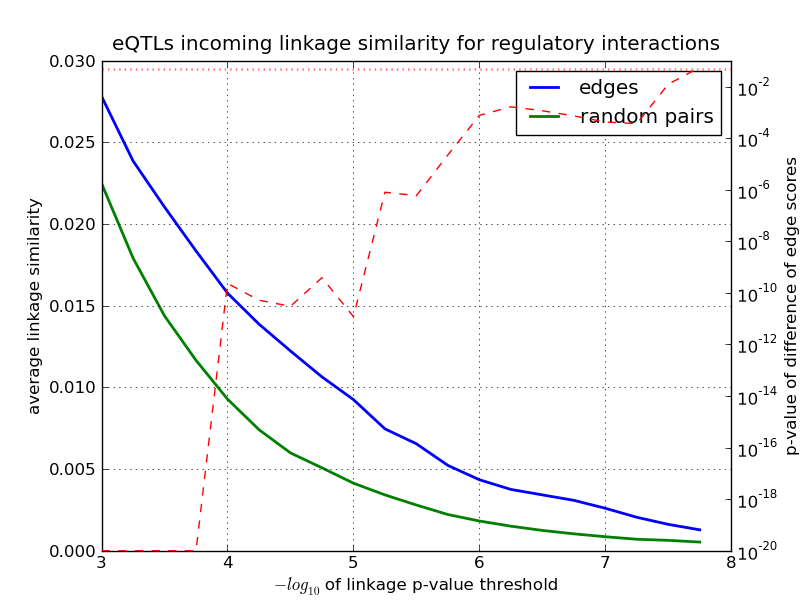 eQTLs incoming linkage similarity for regulatory interactions
0.030
0.025
0.020
0.015
0.010
0.005
0.000
average linkage similarity
edges
random pairs
10^-2
10^-4
10^-6
10^-8
10^-10
10^-12
10^-14
10^-16
10^-18
10^-20
p-value of difference of edge scores
3 4 5 6 7 8
−log10 of linkage p-value threshold